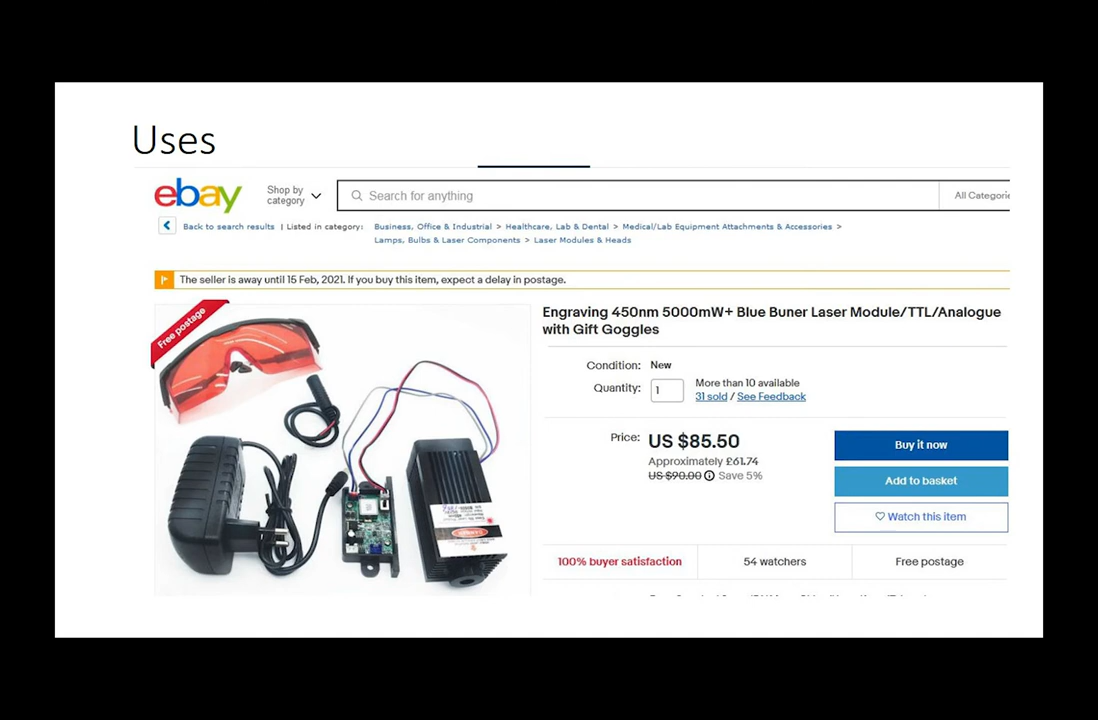 Uses
ebay
Shop by
category
Search for anything
All Categorie
Back to search results | Listed in category:
Business, Office & Industrial > Healthcare, Lab & Dental > Medical/Lab Equipment Attachments & Accessories >
Lamps, Bulbs & Laser Components > Laser Modules & Heads
The seller is away until 15 Feb, 2021. If you buy this item, expect a delay in postage.
Free postage
Engraving 450nm 5000mW+ Blue Buner Laser Module/TTL/Analogue
with Gift Goggles
Condition: New
Quantity: 1
More than 10 available
31 sold / See Feedback
Price: US $85.50
Approximately £61.74
US $90.00 Save 5%
Buy it now
Add to basket
Watch this item
100% buyer satisfaction
54 watchers
Free postage